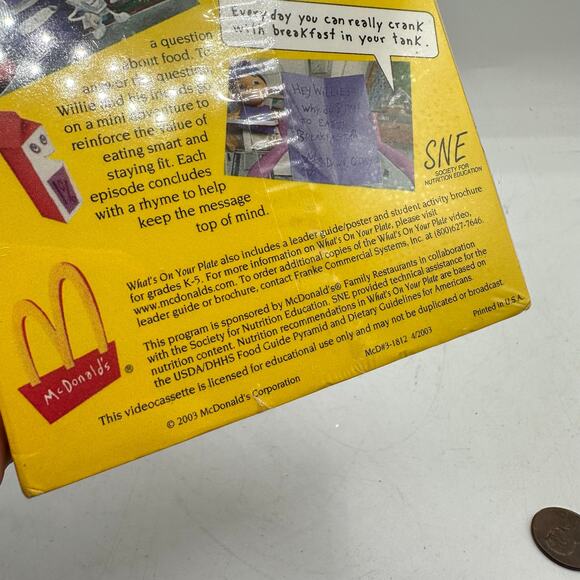 Every day you can really crank
with breakfast in your tank.
a question
about food. To
answer the question
Willie and his friends go
on a mini adventure to
reinforce the value of
eating smart and
staying fit. Each
episode concludes
with a rhyme to help
keep the message
top of mind.
Hey Willie!
why do I
to E
Breakfast
SNE
SOCIETY FOR
NUTRITION EDUCATION
What's On Your Plate also includes a leader guide/poster and student activity brochure
for grades K-5. For more information on What's On Your Plate, please visit
www.mcdonalds.com. To order additional copies of the What's On Your Plate video,
leader guide or brochure, contact Franke Commercial Systems, Inc. at (800)627-7646.
This program is sponsored by McDonald's® Family Restaurants in collaboration
with the Society for Nutrition Education. SNE provided technical assistance for the
nutrition content. Nutrition recommendations in What's On Your Plate are based on
the USDA/DHHS Food Guide Pyramid and Dietary Guidelines for Americans.
This videocassette is licensed for educational use only and may not be duplicated or broadcast.
McD#3-1812 4/2003
Printed in U.S.A.
© 2003 McDonald's Corporation
McDonald's®